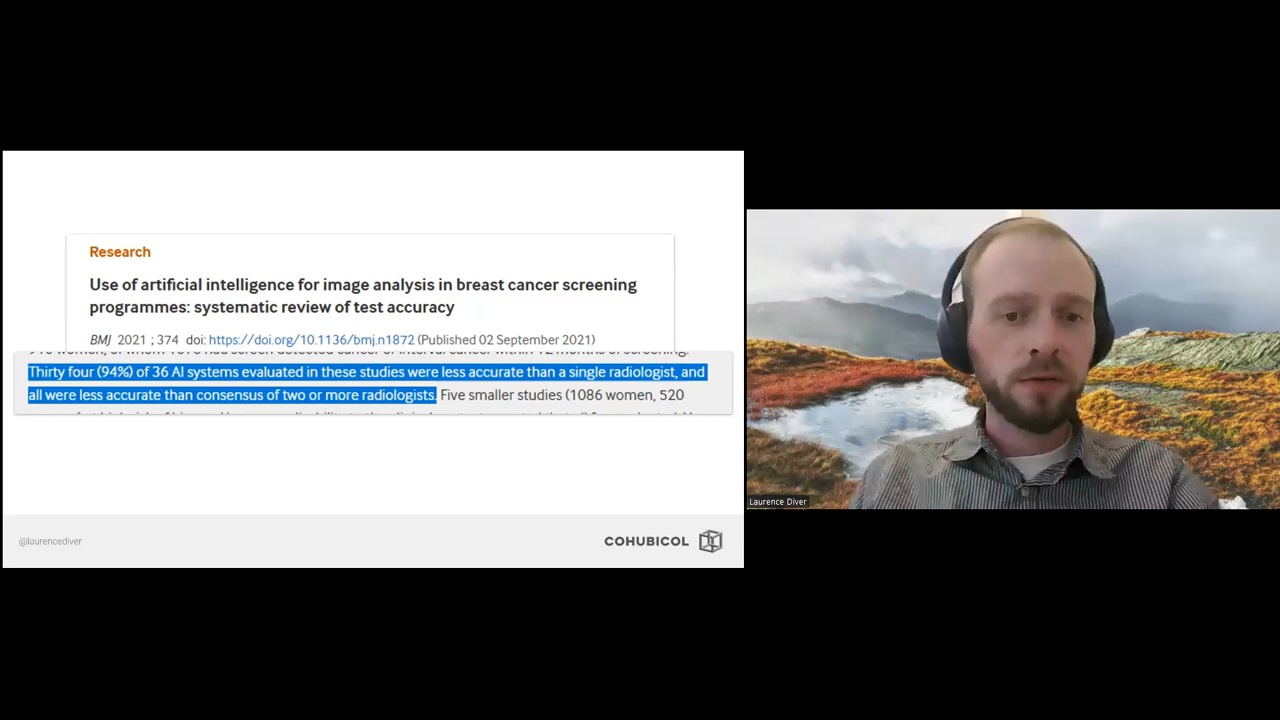 Research
Use of artificial intelligence for image analysis in breast cancer screening
programmes: systematic review of test accuracy
BMJ 2021 ; 374 doi: https://doi.org/10.1136/bmj.n1872 (Published 02 September 2021)
Thirty four (94%) of 36 AI systems evaluated in these studies were less accurate than a single radiologist, and
all were less accurate than consensus of two or more radiologists. Five smaller studies (1086 women, 520
@laurencediver
COHUBICOL
Laurence Diver